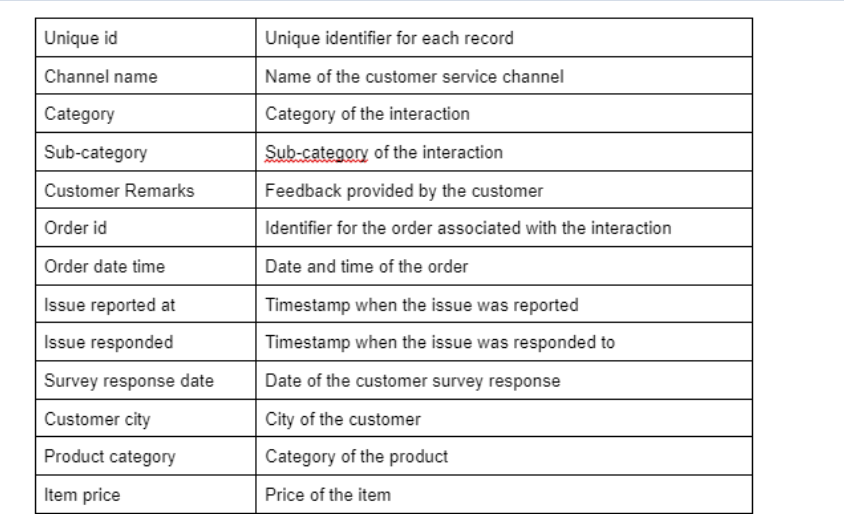 Unique id Unique identifier for each record
Channel name Name of the customer service channel
Category Category of the interaction
Sub-category Sub-category of the interaction
Customer Remarks Feedback provided by the customer
Order id Identifier for the order associated with the interaction
Order date time Date and time of the order
Issue reported at Timestamp when the issue was reported
Issue responded Timestamp when the issue was responded to
Survey response date Date of the customer survey response
Customer city City of the customer
Product category Category of the product
Item price Price of the item